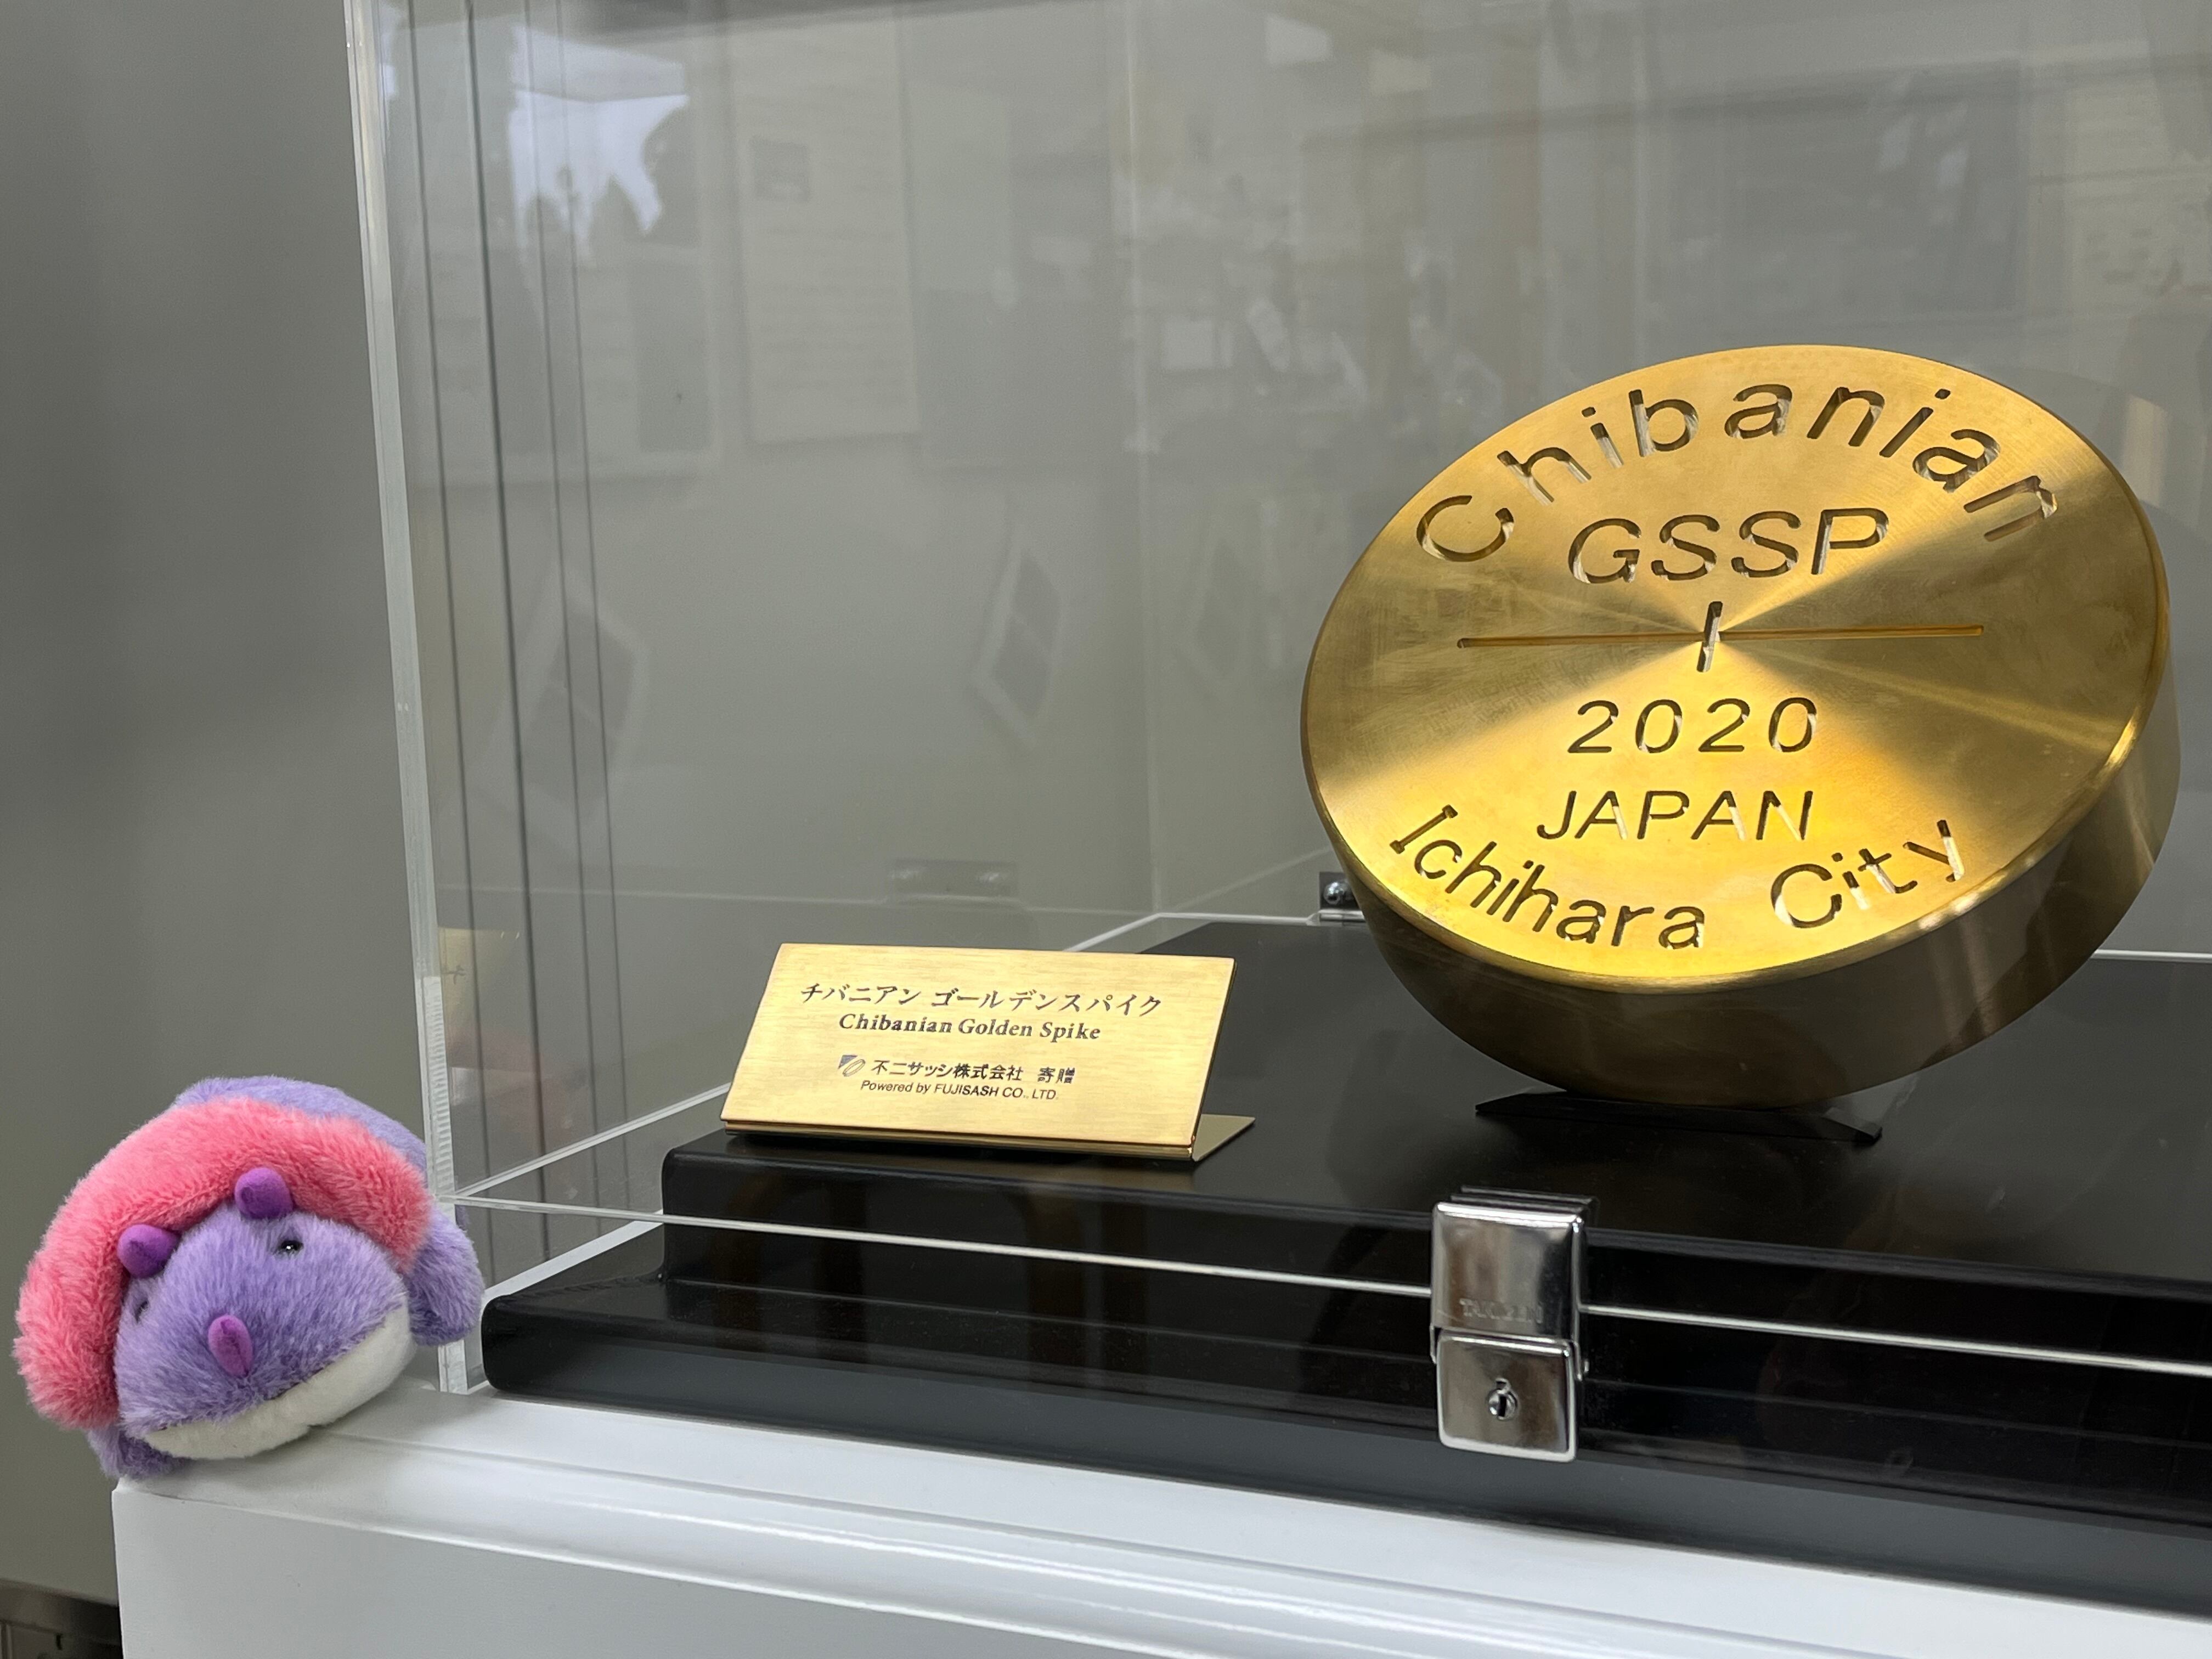 Chibanian
GSSP
2020
JAPAN
Ichihara City
チバニアン ゴールデンスパイク
Chibanian Golden Spike
不二サッシ株式会社 寄贈
Powered by FUJISASH CO., LTD.